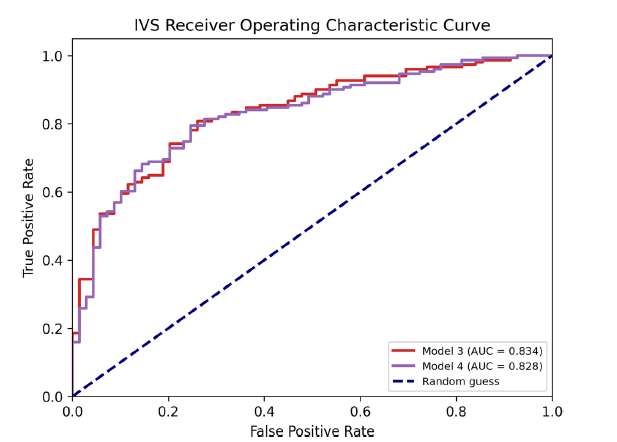 IVS Receiver Operating Characteristic Curve
1.0
0.8
0.6
0.4
0.2
0.0
True Positive Rate
Model 3 (AUC = 0.834)
Model 4 (AUC = 0.828)
Random guess
0.0 0.2 0.4 0.6 0.8 1.0
False Positive Rate